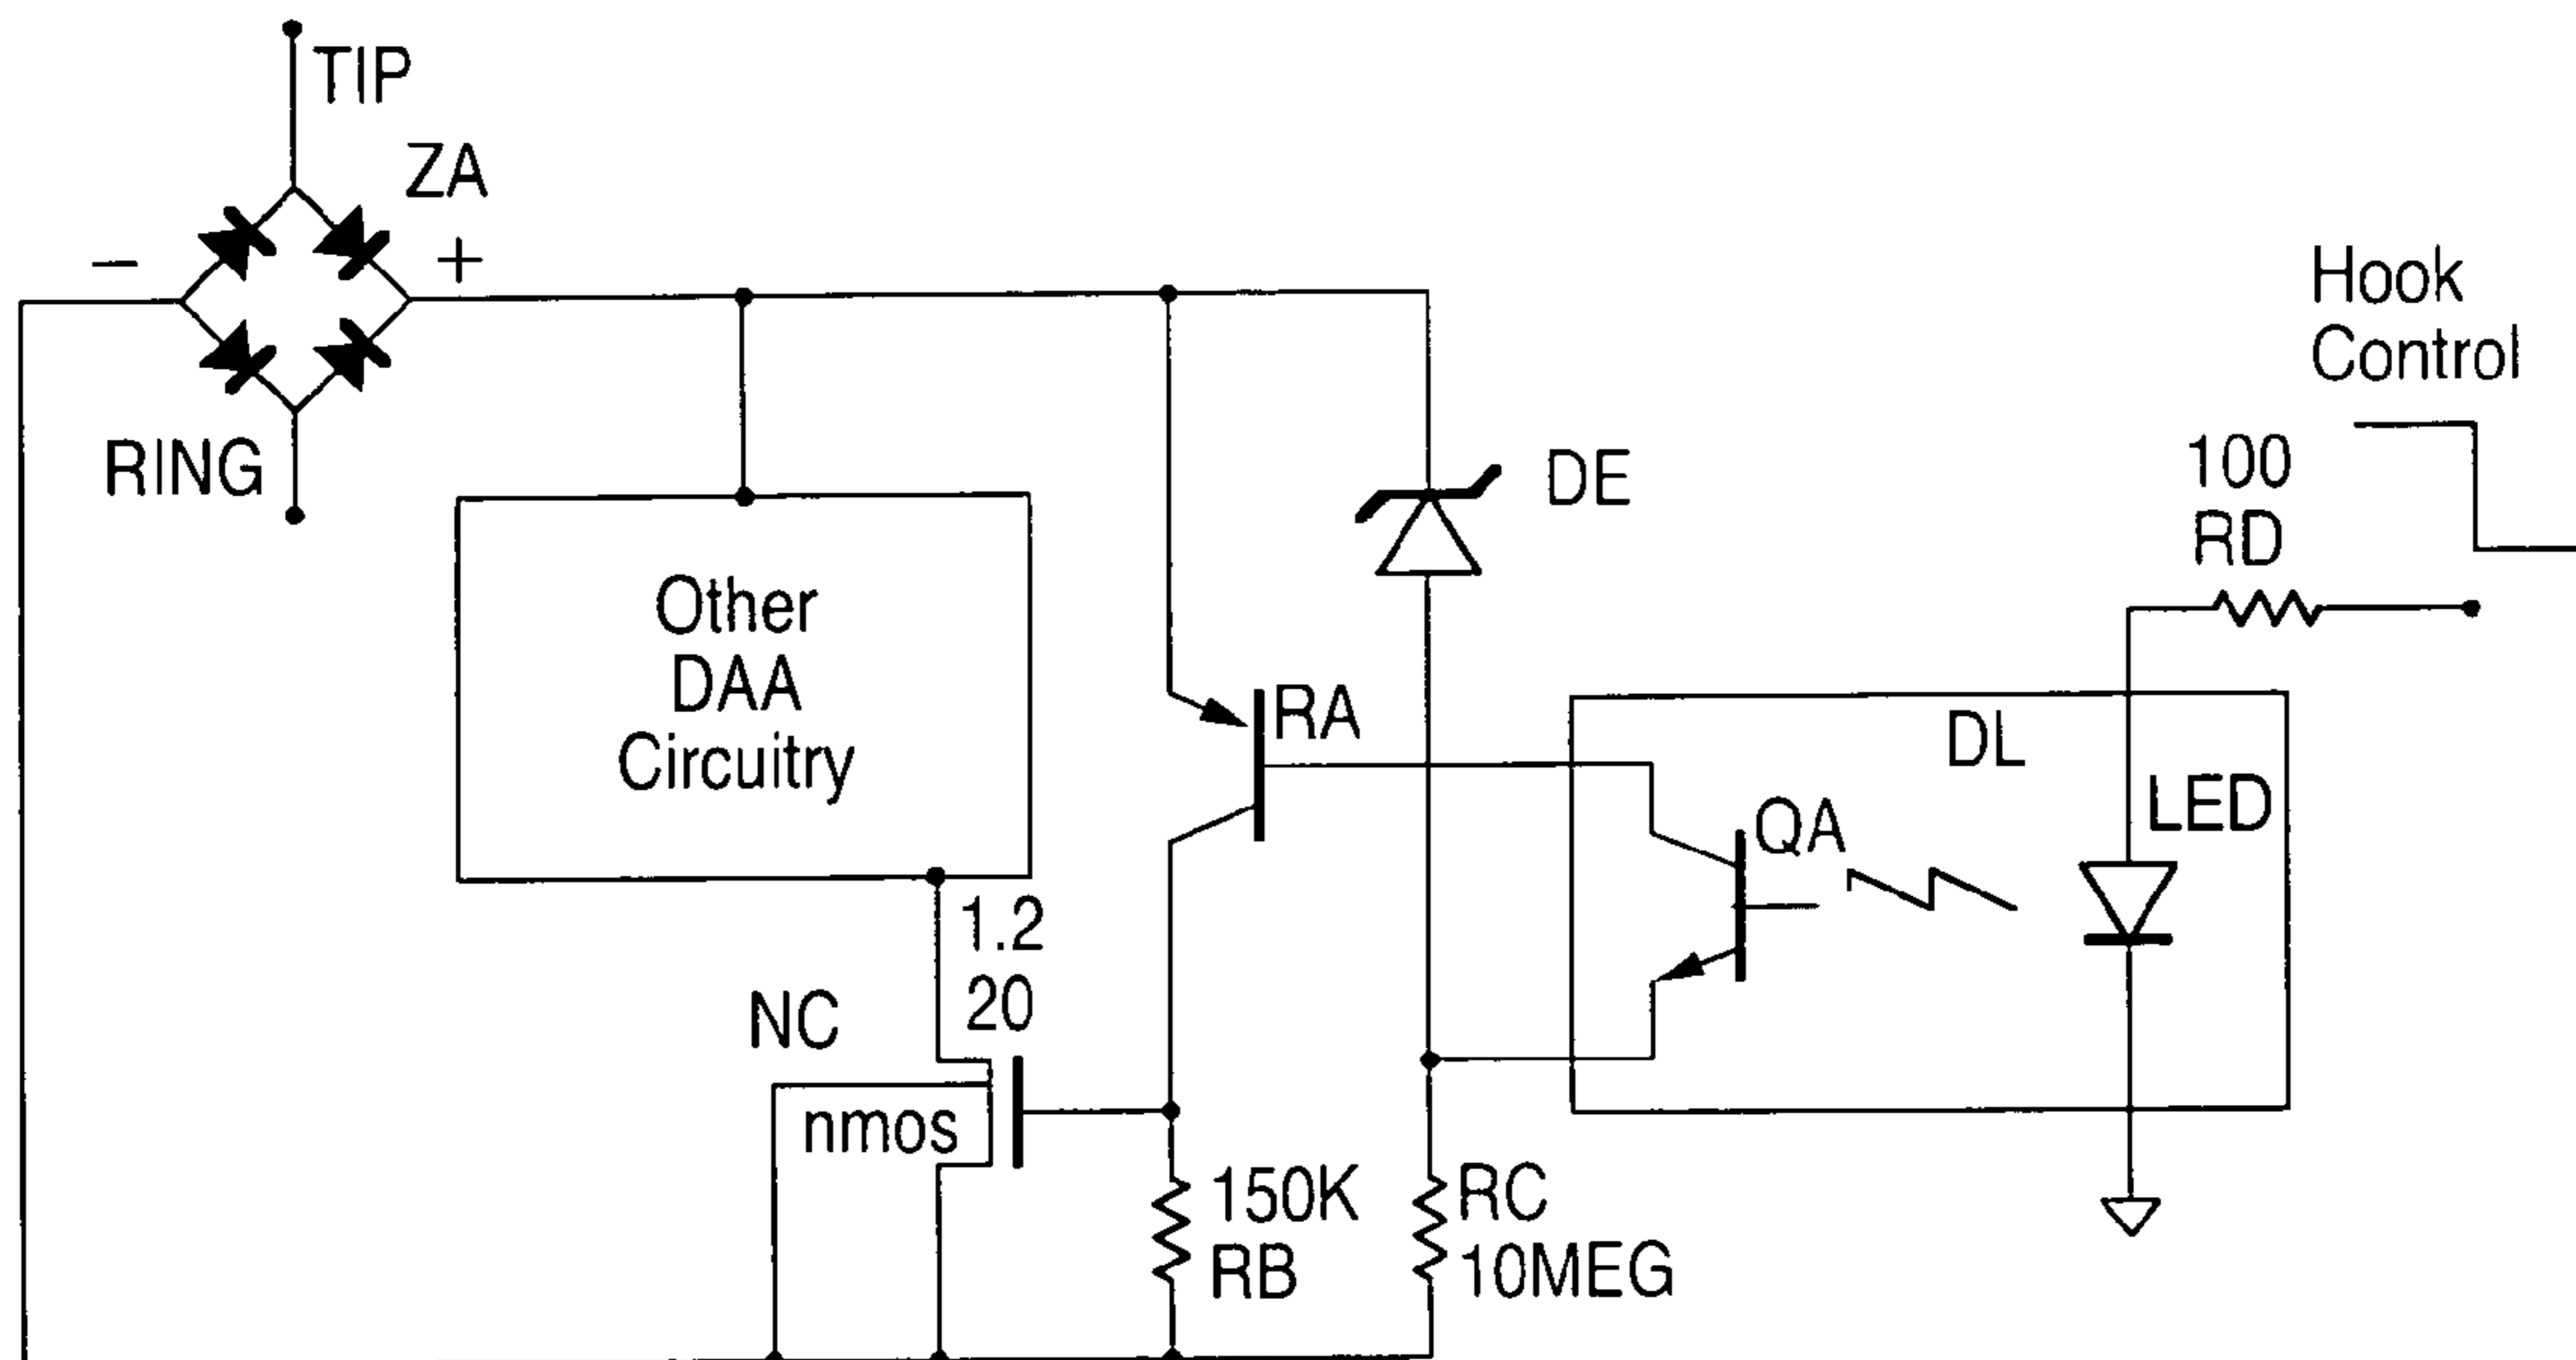 TIP
ZA
−
+
RING
Hook
Control
100
RD
DE
Other
DAA
Circuitry
RA
DL
LED
QA
1.2
20
NC
nmos
150K
RB
RC
10MEG